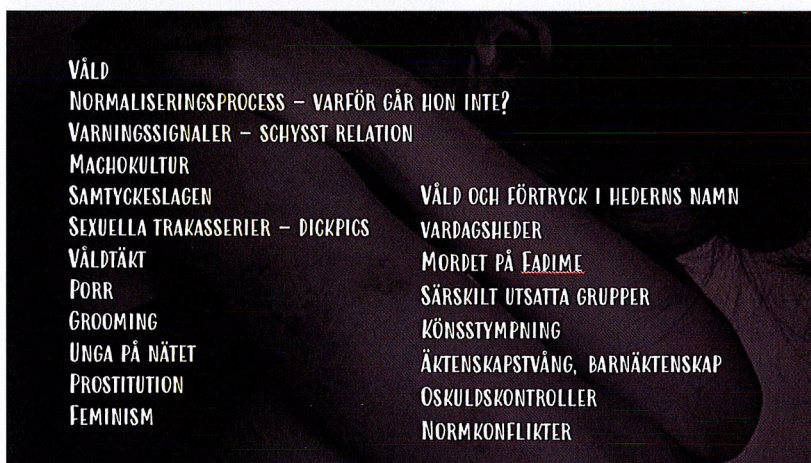 VÅLD
NORMALISERINGSPROCESS – VARFÖR GÅR HON INTE?
VARNINGSSIGNALER – SCHYSST RELATION
MACHOKULTUR
SAMTYCKESLAGEN
SEXUELLA TRAKASSERIER – DICKPICS
VÅLDTÄKT
PORR
GROOMING
UNGA PÅ NÄTET
PROSTITUTION
FEMINISM
VÅLD OCH FÖRTRYCK I HEDERNS NAMN
VARDAGSHEDER
MORDET PÅ FADIME
SÄRSKILT UTSATTA GRUPPER
KÖNSSTYMPNING
ÄKTENSKAPSTVÅNG, BARNÄKTENSKAP
OSKULDSKONTROLLER
NORMKONFLIKTER